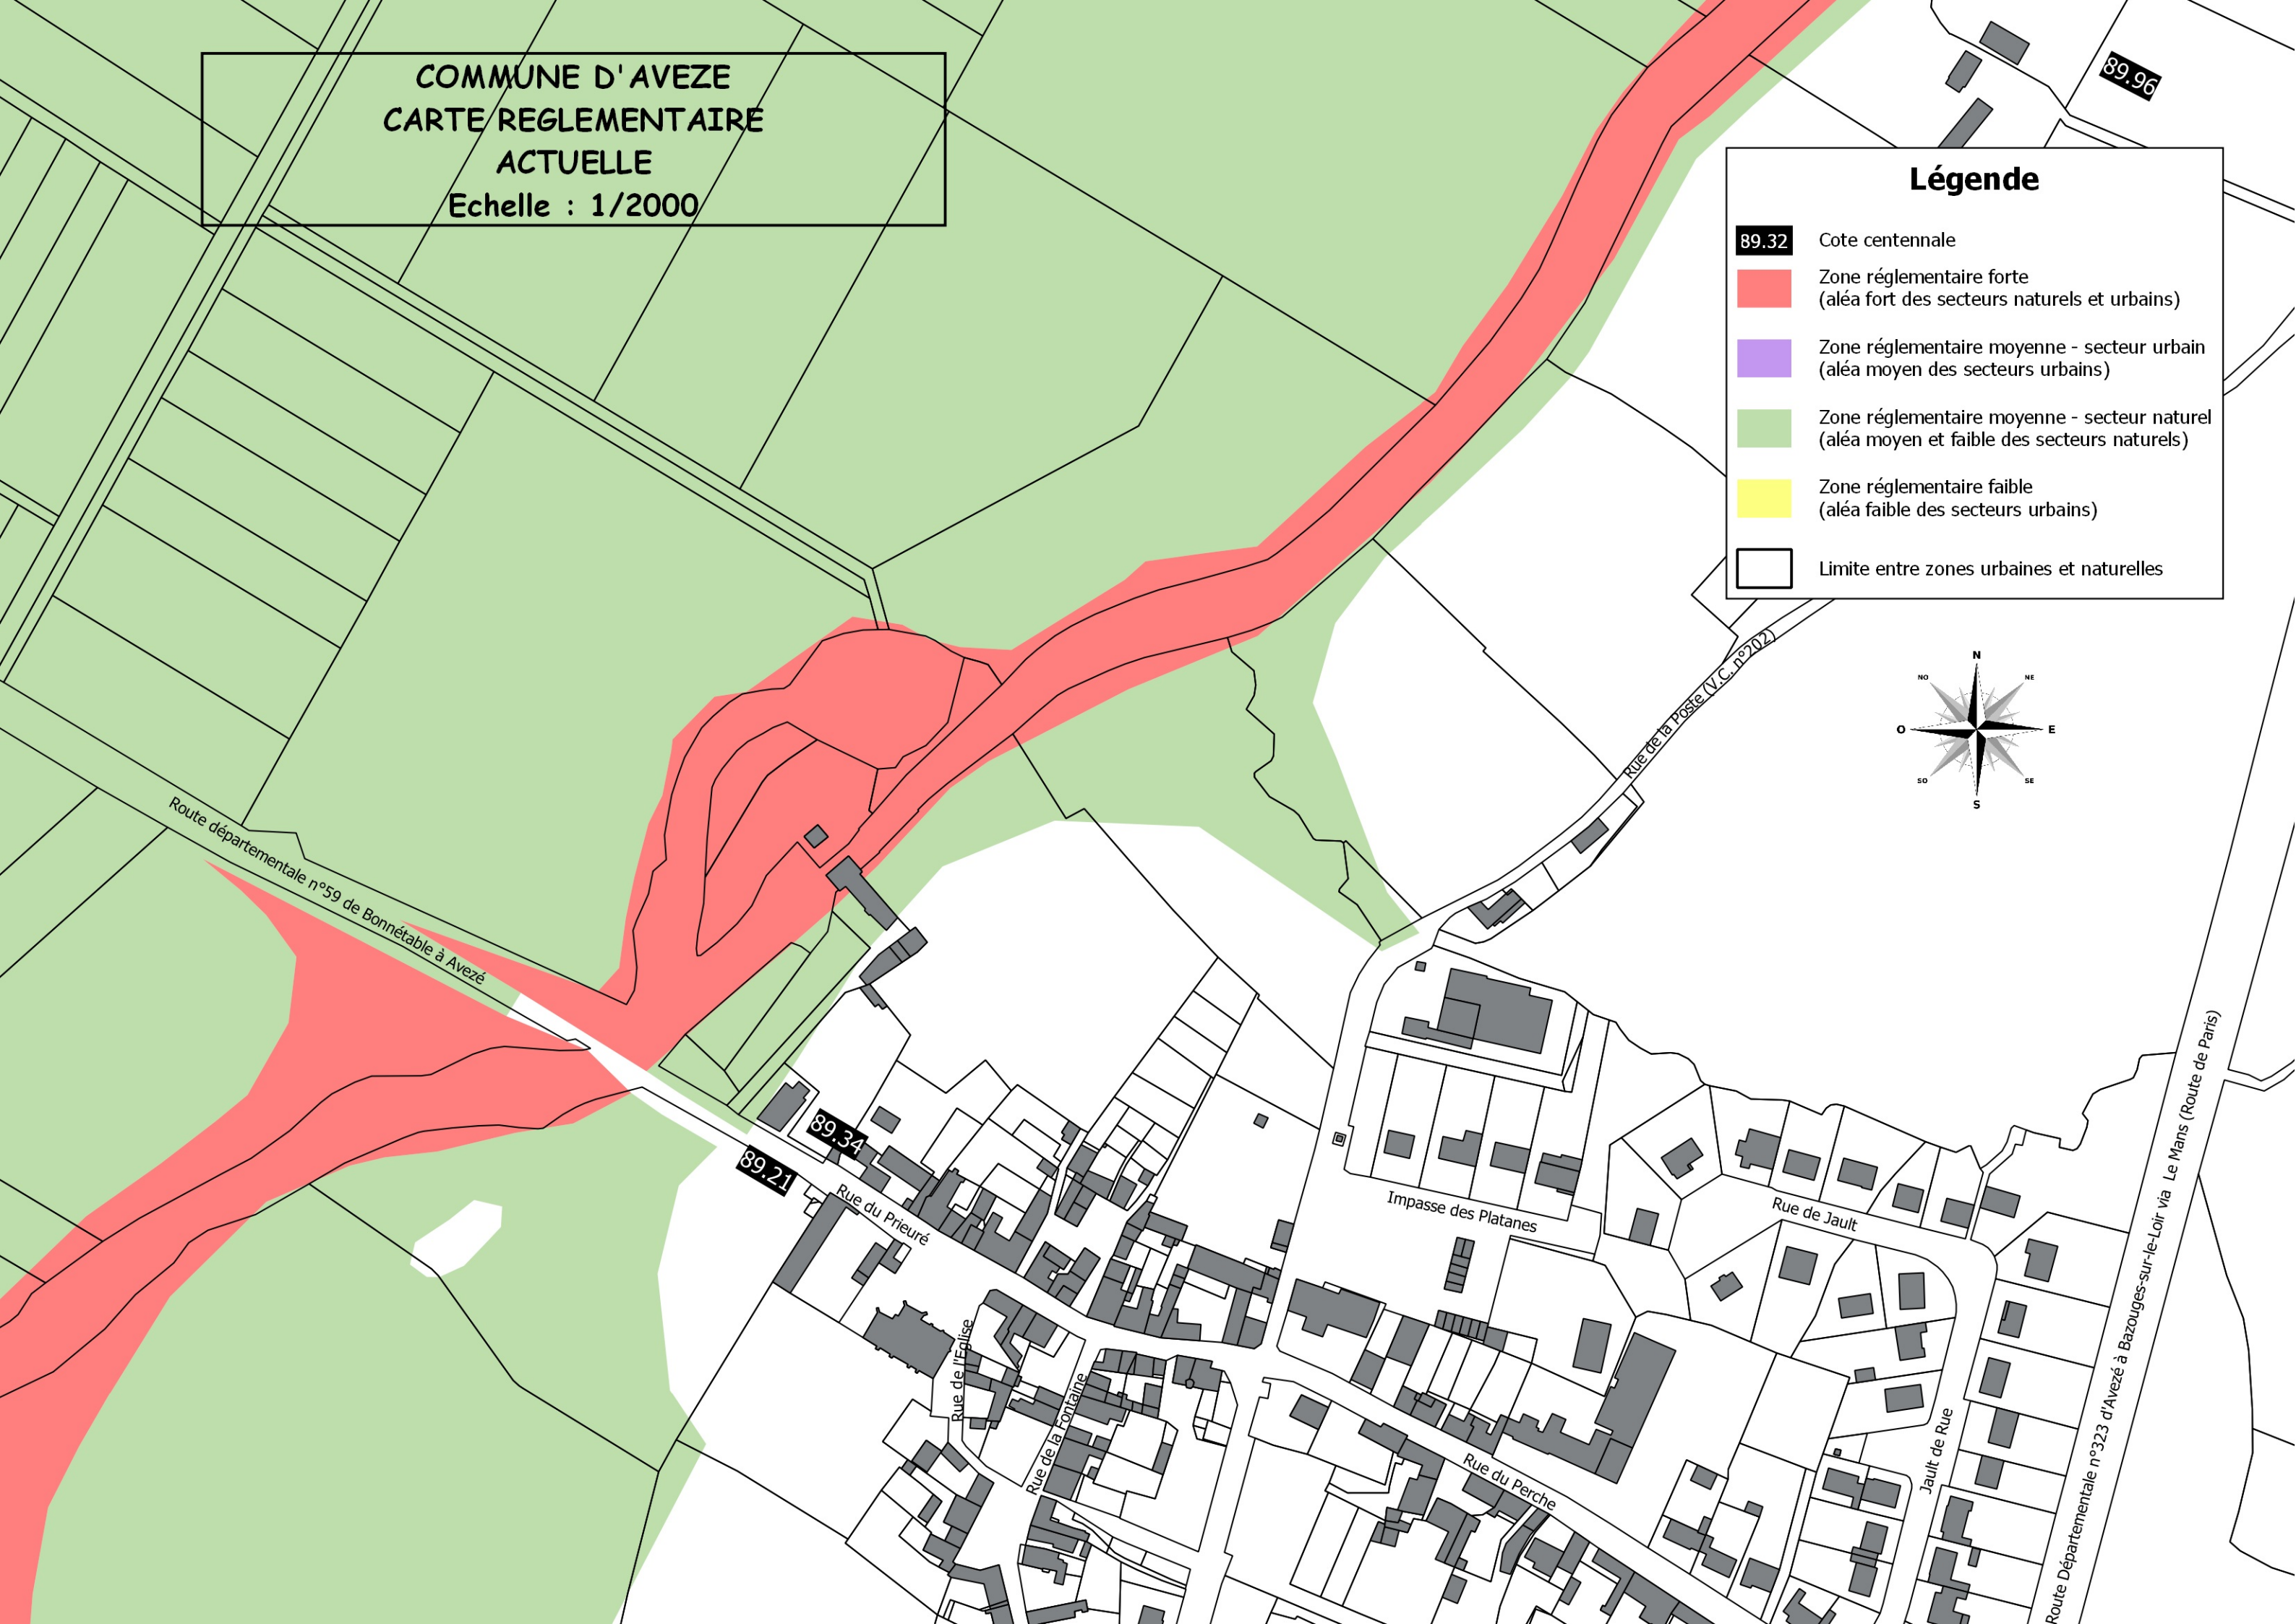 COMMUNE D'AVEZE
CARTE REGLEMENTAIRE
ACTUELLE
Echelle : 1/2000
89.96
Légende
89.32 Cote centennale
Zone réglementaire forte
(aléa fort des secteurs naturels et urbains)
Zone réglementaire moyenne - secteur urbain
(aléa moyen des secteurs urbains)
Zone réglementaire moyenne - secteur naturel
(aléa moyen et faible des secteurs naturels)
Zone réglementaire faible
(aléa faible des secteurs urbains)
Limite entre zones urbaines et naturelles
N
NO
NE
O
E
SO
SE
S
Rue de la Poste (V.C. n°202)
Route départementale n°59 de Bonnétable à Avezé
89.34
89.21
Rue du Prieuré
Impasse des Platanes
Rue de Jault
Rue de l'Eglise
Rue de la Fontaine
Rue du Perche
Jault de Rue
Route Départementale n°323 d'Avezé à Bazouges-sur-le-Loir via Le Mans (Route de Paris)